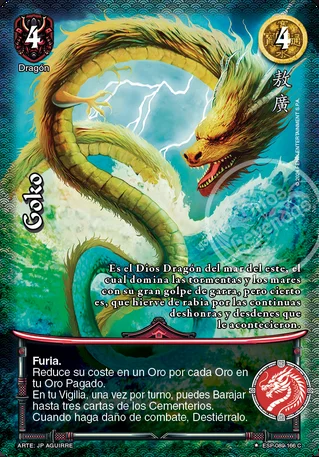 4
4
Dragón
敖廣
Goko
Es el Dios Dragón del mar del este, el
cual domina las tormentas y los mares
con su gran golpe de garra, pero cierto
es, que hierve de rabia por las continuas
deshonras y desdenes que
le acontecieron.
Furia.
Reduce su coste en un Oro por cada Oro en
tu Oro Pagado.
En tu Vigilia, una vez por turno, puedes Barajar
hasta tres cartas de los Cementerios.
Cuando haga daño de combate, Destiérralo.
ARTE: JP AGUIRRE
ESP-089-166 C